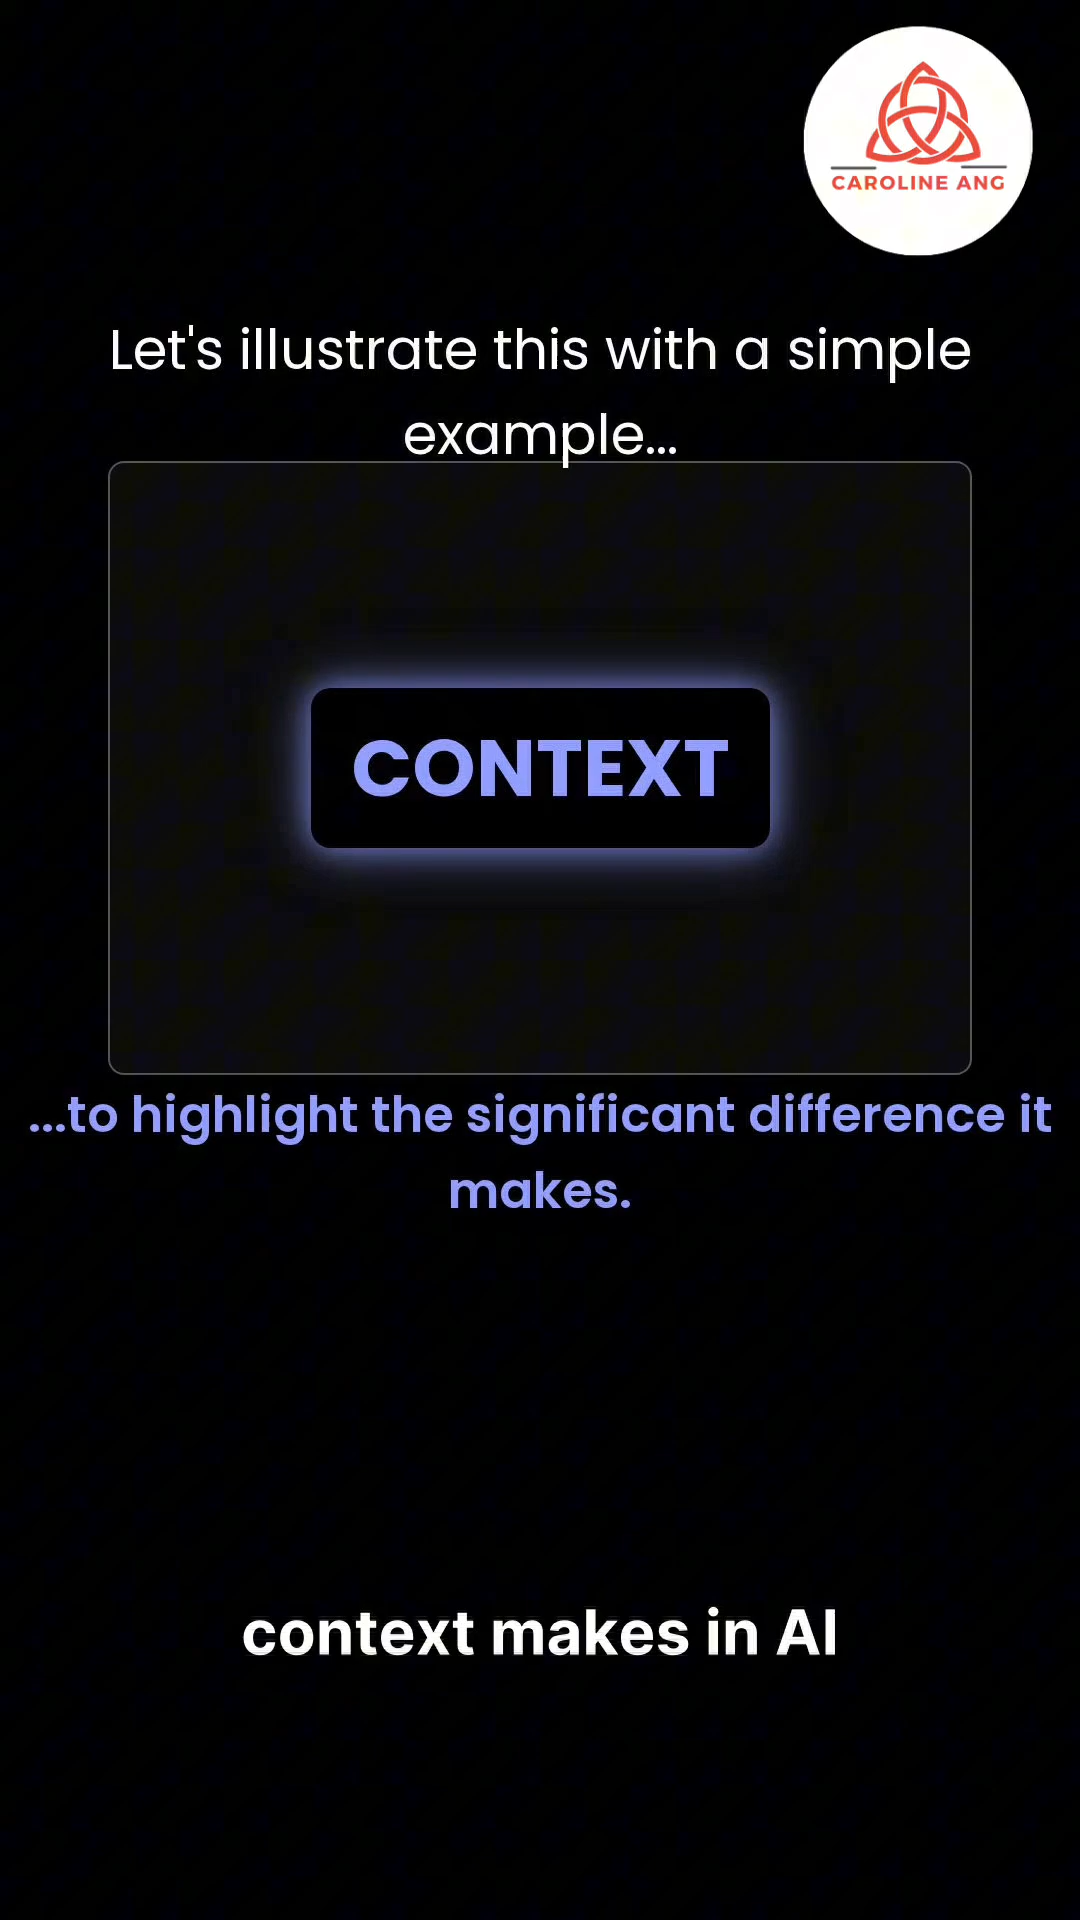 CAROLINE ANG
Let's illustrate this with a simple
example...
CONTEXT
...to highlight the significant difference it
makes.
context makes in AI